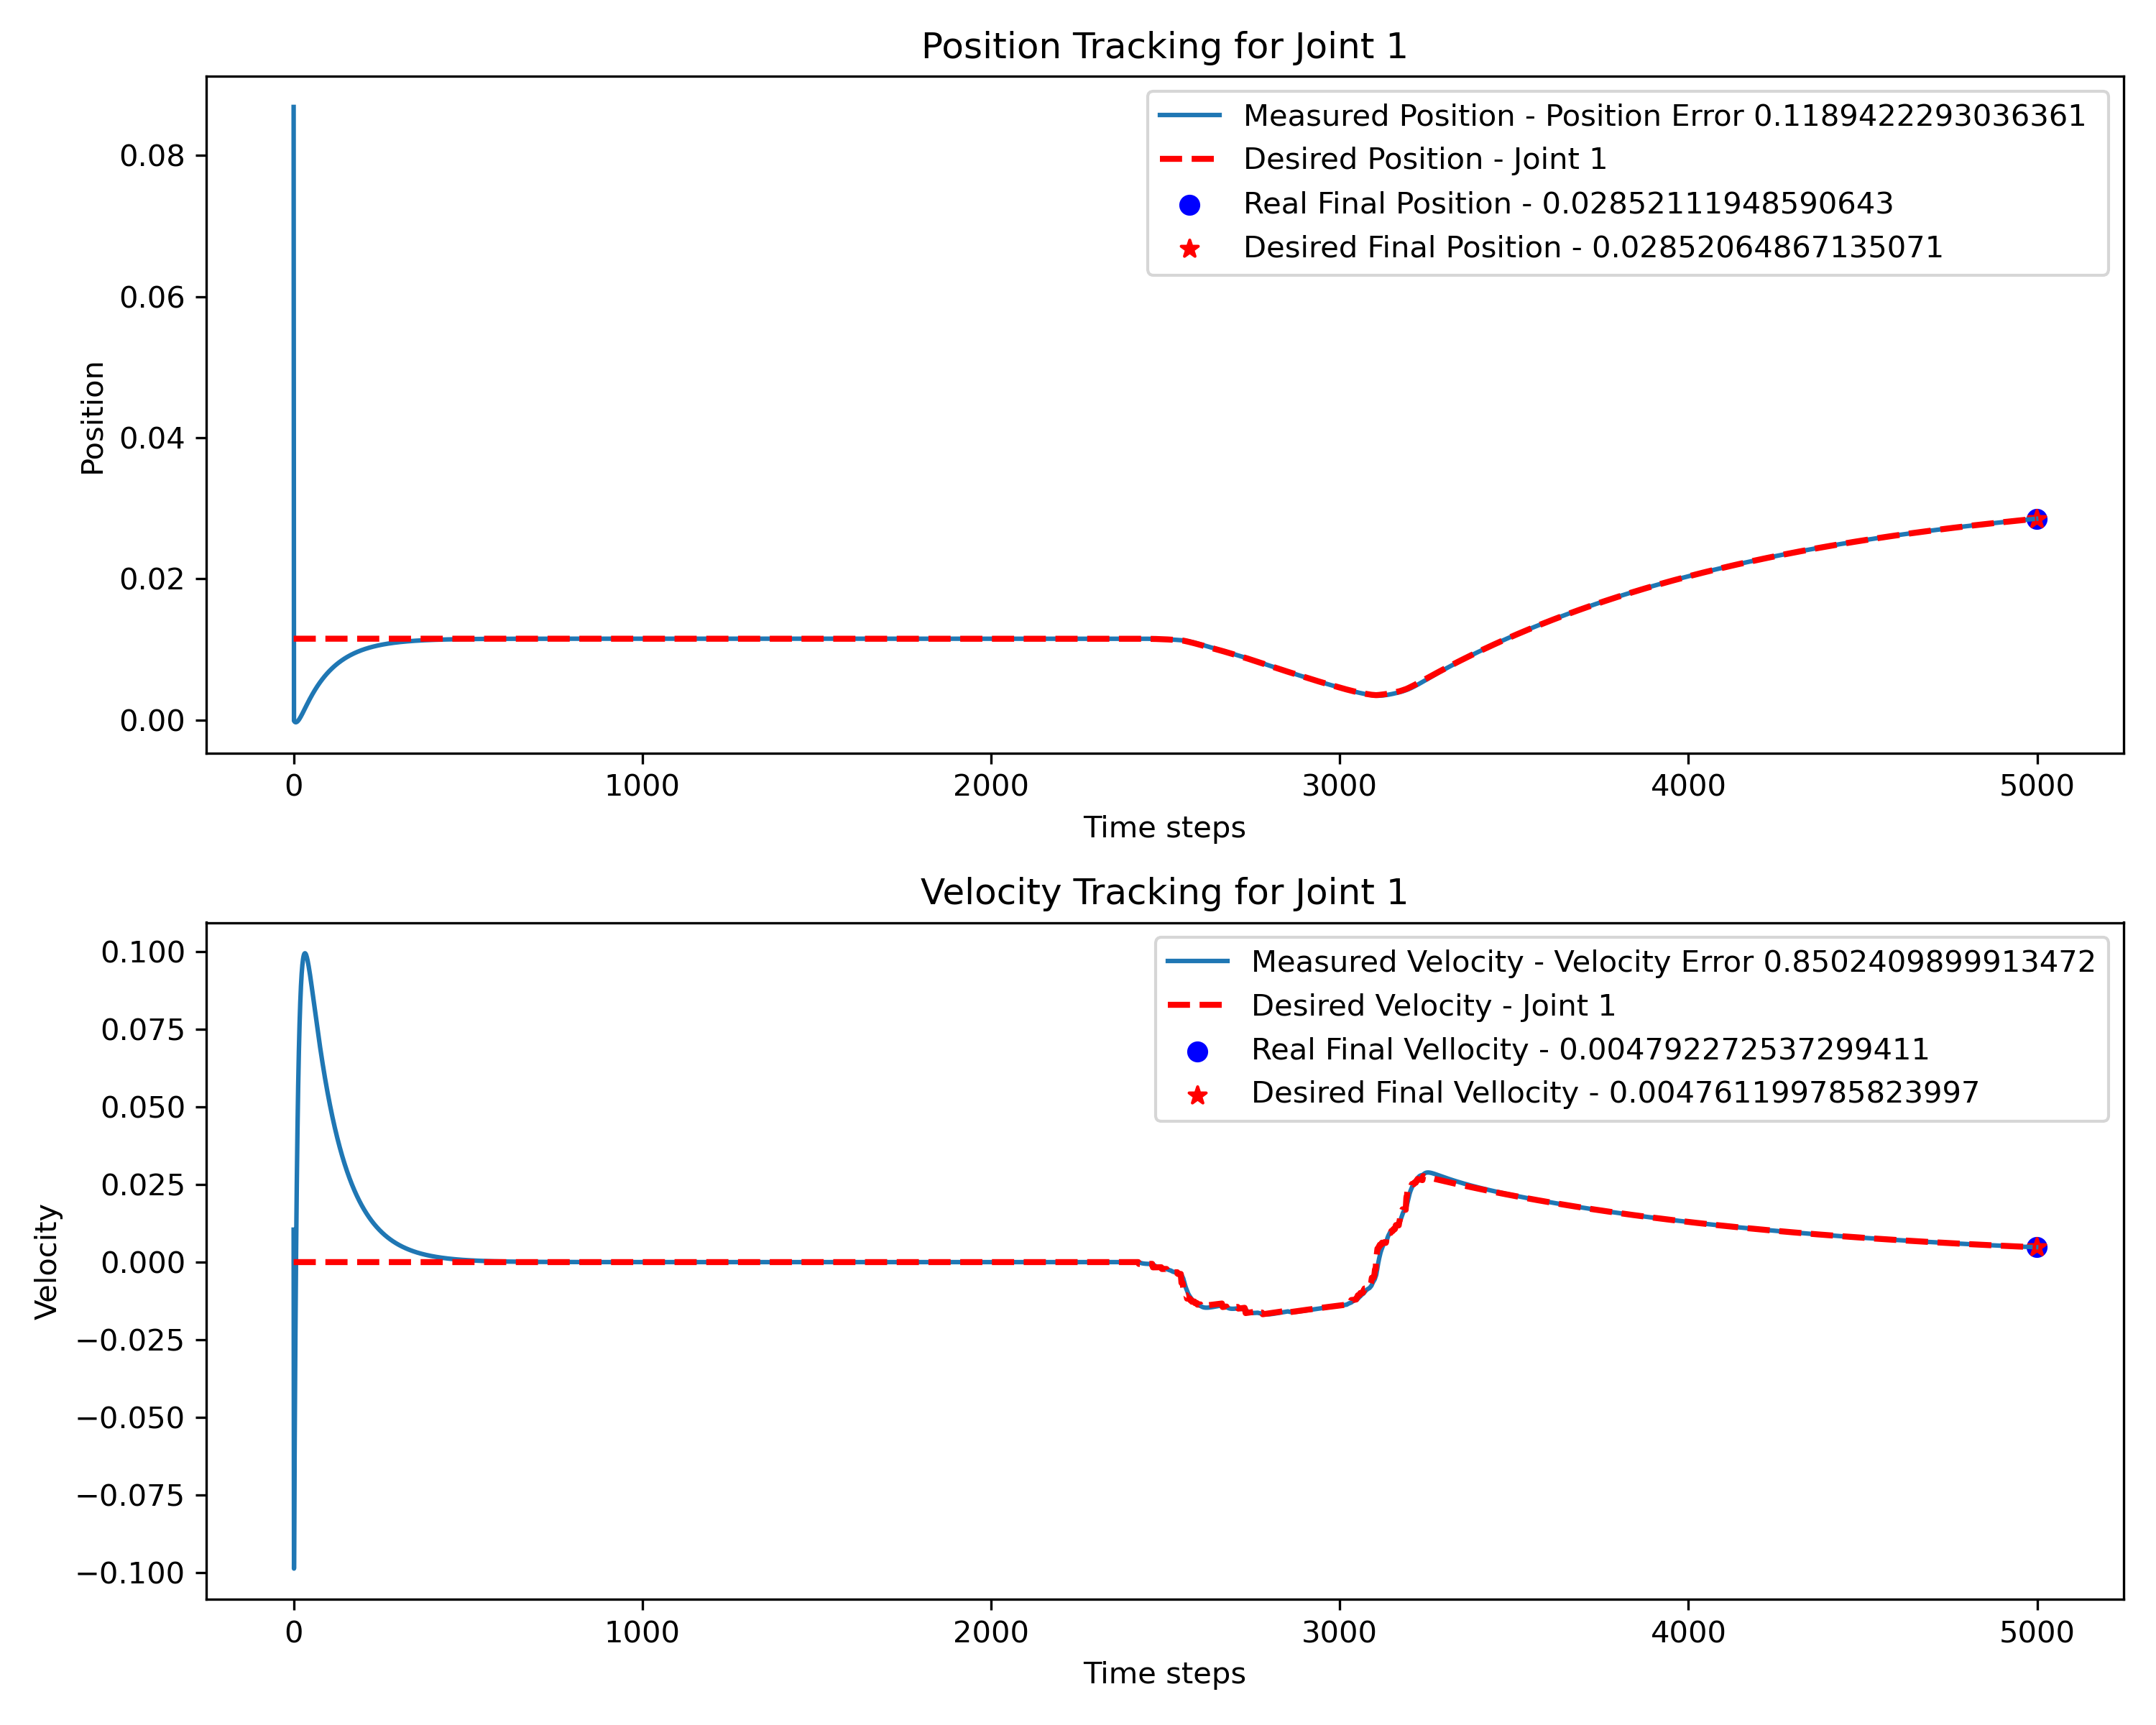 Position Tracking for Joint 1
Measured Position - Position Error 0.1189422293036361
Desired Position - Joint 1
Real Final Position - 0.02852111948590643
Desired Final Position - 0.02852064867135071
Position
0.08
0.06
0.04
0.02
0.00
0 1000 2000 3000 4000 5000
Time steps
Velocity Tracking for Joint 1
Measured Velocity - Velocity Error 0.8502409899913472
Desired Velocity - Joint 1
Real Final Vellocity - 0.004792272537299411
Desired Final Vellocity - 0.004761199785823997
Velocity
0.100
0.075
0.050
0.025
0.000
−0.025
−0.050
−0.075
−0.100
0 1000 2000 3000 4000 5000
Time steps